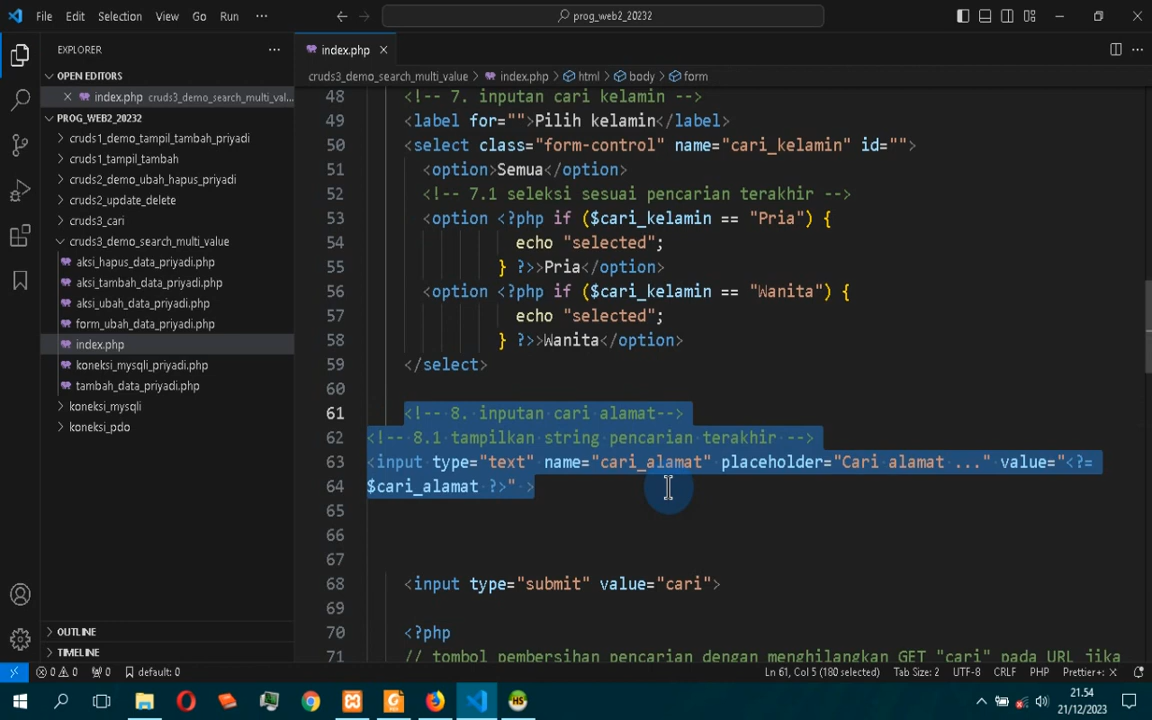 File Edit Selection View Go Run ... prog_web2_20232
EXPLORER ... index.php
cruds3_demo_search_multi_value > index.php > html > body > form
OPEN EDITORS
index.php cruds3_demo_search_multi_val...
PROG_WEB2_20232
cruds1_demo_tampil_tambah_priyadi
cruds1_tampil_tambah
cruds2_demo_ubah_hapus_priyadi
cruds2_update_delete
cruds3_cari
cruds3_demo_search_multi_value
aksi_hapus_data_priyadi.php
aksi_tambah_data_priyadi.php
aksi_ubah_data_priyadi.php
form_ubah_data_priyadi.php
index.php
koneksi_mysqli_priyadi.php
tambah_data_priyadi.php
koneksi_mysqli
koneksi_pdo
OUTLINE
TIMELINE
48 <!-- 7. inputan cari kelamin -->
49 <label for="">Pilih kelamin</label>
50 <select class="form-control" name="cari_kelamin" id="">
51 <option>Semua</option>
52 <!-- 7.1 seleksi sesuai pencarian terakhir -->
53 <option <?php if ($cari_kelamin == "Pria") {
54 echo "selected";
55 } ?>>Pria</option>
56 <option <?php if ($cari_kelamin == "Wanita") {
57 echo "selected";
58 } ?>>Wanita</option>
59 </select>
60
61 <!-- 8. inputan cari alamat-->
62 <!-- 8.1 tampilkan string pencarian terakhir -->
63 <input type="text" name="cari_alamat" placeholder="Cari alamat ..." value="<?=
64 $cari_alamat ?>" >
65
66
67
68 <input type="submit" value="cari">
69
70 <?php
71 // tombol pembersihan pencarian dengan menghilangkan GET "cari" pada URL jika
0 0 0 default: 0 Ln 61, Col 5 (180 selected) Tab Size: 2 UTF-8 CRLF PHP Prettier+: ×
21.54
21/12/2023